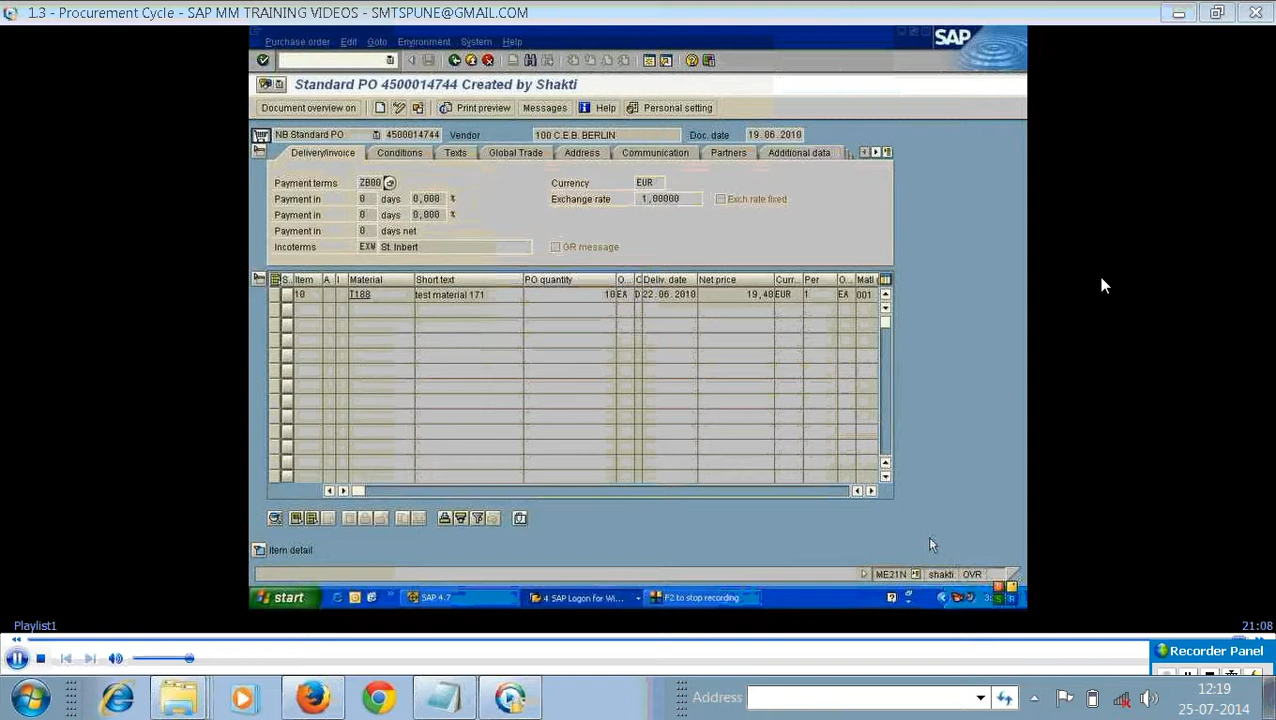 1.3 - Procurement Cycle - SAP MM TRAINING VIDEOS - SMTSPUNE@GMAIL.COM
Purchase order Edit Goto Environment System Help
SAP
Standard PO 4500014744 Created by Shakti
Document overview on Print preview Messages Help Personal setting
NB Standard PO 4500014744 Vendor 100 C.E.B. BERLIN Doc. date 19.06.2010
Delivery/Invoice Conditions Texts Global Trade Address Communication Partners Additional data
Payment terms ZB00 Currency EUR
Payment in 0 days 0,000 % Exchange rate 1,00000 Exch.rate fixed
Payment in 0 days 0,000 %
Payment in 0 days net
Incoterms EXW St. Inbert GR message
S.. Item A I Material Short text PO quantity O... C Deliv. date Net price Curr... Per O... Matl
10 T188 test material 171 10 EA D 22.06.2010 19,40 EUR 1 EA 001
Item detail
ME21N shakti OVR
start SAP 4.7 4 SAP Logon for Wi... F2 to stop recording
Playlist1 21:08
Recorder Panel
Address 12:19
25-07-2014